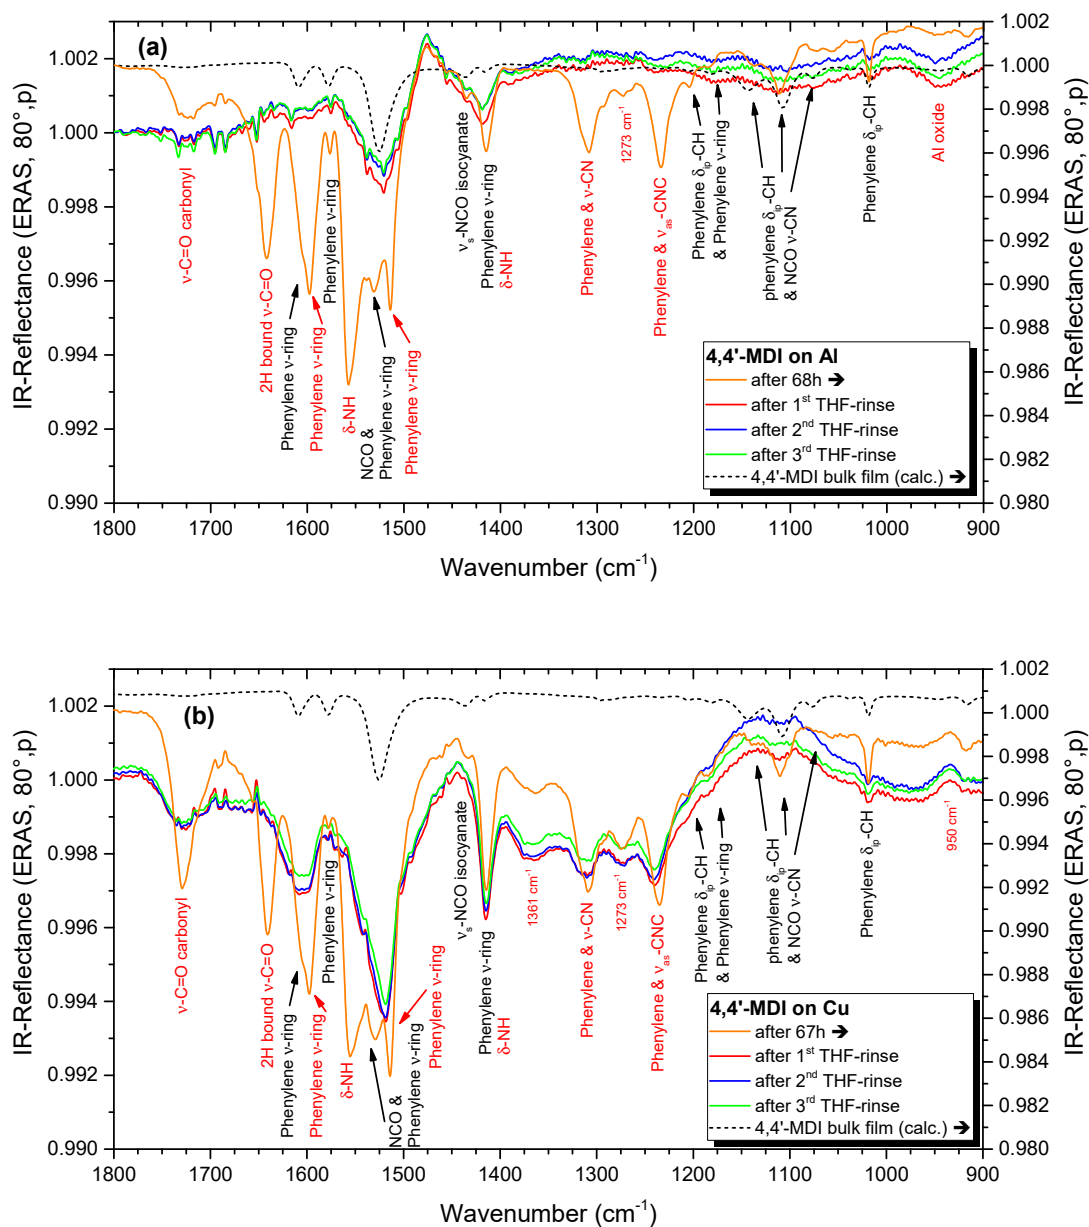 (a)
IR-Reflectance (ERAS, 80°,p)
1.002
1.000
0.998
0.996
0.994
0.992
0.990
1.002
1.000
0.998
0.996
0.994
0.992
0.990
0.988
0.986
0.984
0.982
0.980
IR-Reflectance (ERAS, 80°,p)
ν-C=O carbonyl
2H bound ν-C=O
Phenylene ν-ring
Phenylene ν-ring
Phenylene ν-ring
δ-NH
NCO &
Phenylene ν-ring
Phenylene ν-ring
νs-NCO isocyanate
Phenylene ν-ring
δ-NH
Phenylene & ν-CN
1273 cm-1
Phenylene & νas-CNC
Phenylene δip-CH
& Phenylene ν-ring
phenylene δip-CH
& NCO ν-CN
Phenylene δip-CH
Al oxide
4,4'-MDI on Al
after 68h ➔
after 1st THF-rinse
after 2nd THF-rinse
after 3rd THF-rinse
4,4'-MDI bulk film (calc.) ➔
1800 1700 1600 1500 1400 1300 1200 1100 1000 900
Wavenumber (cm-1)
(b)
IR-Reflectance (ERAS, 80°,p)
1.002
1.000
0.998
0.996
0.994
0.992
0.990
1.002
1.000
0.998
0.996
0.994
0.992
0.990
0.988
0.986
0.984
0.982
0.980
IR-Reflectance (ERAS, 80°,p)
ν-C=O carbonyl
2H bound ν-C=O
Phenylene ν-ring
Phenylene ν-ring
Phenylene ν-ring
δ-NH
NCO &
Phenylene ν-ring
Phenylene ν-ring
νs-NCO isocyanate
Phenylene ν-ring
δ-NH
1361 cm-1
Phenylene & ν-CN
1273 cm-1
Phenylene & νas-CNC
Phenylene δip-CH
& Phenylene ν-ring
phenylene δip-CH
& NCO ν-CN
Phenylene δip-CH
950 cm-1
4,4'-MDI on Cu
after 67h ➔
after 1st THF-rinse
after 2nd THF-rinse
after 3rd THF-rinse
4,4'-MDI bulk film (calc.) ➔
1800 1700 1600 1500 1400 1300 1200 1100 1000 900
Wavenumber (cm-1)